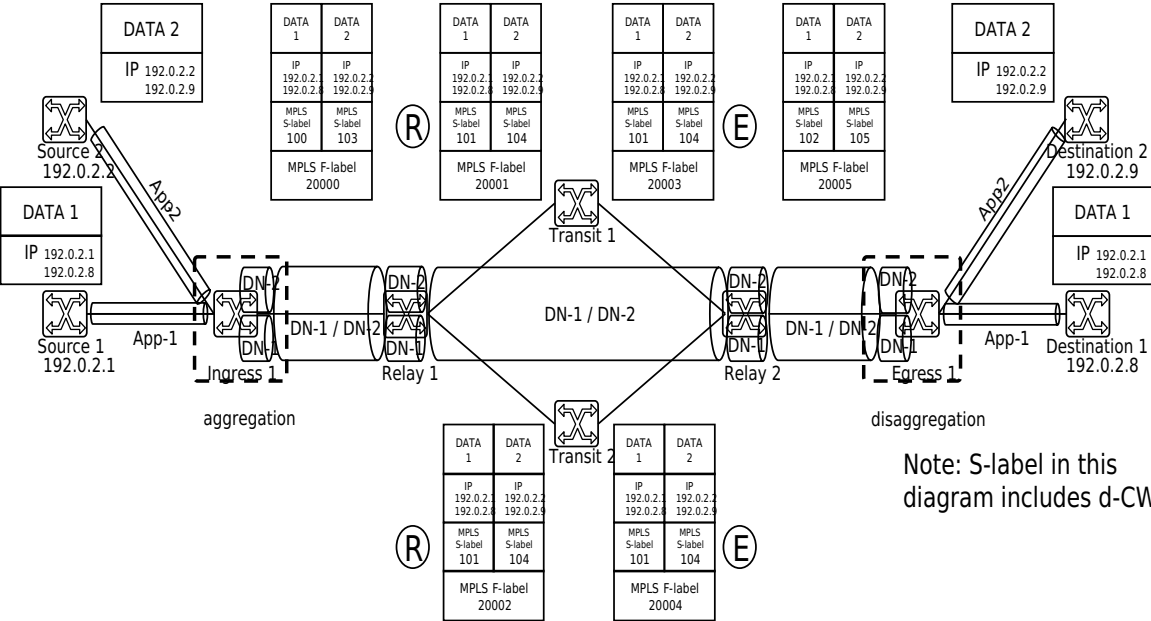 DATA 2
IP 192.0.2.2
192.0.2.9
Source 2
192.0.2.2
App2
DATA 1
IP 192.0.2.1
192.0.2.8
Source 1
192.0.2.1
App-1
DATA
1
DATA
2
IP
192.0.2.1
192.0.2.8
IP
192.0.2.2
192.0.2.9
MPLS
S-label
100
MPLS
S-label
103
MPLS F-label
20000
R
DATA
1
DATA
2
IP
192.0.2.1
192.0.2.8
IP
192.0.2.2
192.0.2.9
MPLS
S-label
101
MPLS
S-label
104
MPLS F-label
20001
DATA
1
DATA
2
IP
192.0.2.1
192.0.2.8
IP
192.0.2.2
192.0.2.9
MPLS
S-label
101
MPLS
S-label
104
MPLS F-label
20003
E
DATA
1
DATA
2
IP
192.0.2.1
192.0.2.8
IP
192.0.2.2
192.0.2.9
MPLS
S-label
102
MPLS
S-label
105
MPLS F-label
20005
DATA 2
IP 192.0.2.2
192.0.2.9
Destination 2
192.0.2.9
App2
DATA 1
IP 192.0.2.1
192.0.2.8
Destination 1
192.0.2.8
App-1
Transit 1
DN-2
DN-1
Ingress 1
aggregation
DN-1 / DN-2
DN-2
DN-1
Relay 1
DN-1 / DN-2
DN-2
DN-1
Relay 2
DN-1 / DN-2
DN-2
DN-1
Egress 1
disaggregation
Transit 2
R
DATA
1
DATA
2
IP
192.0.2.1
192.0.2.8
IP
192.0.2.2
192.0.2.9
MPLS
S-label
101
MPLS
S-label
104
MPLS F-label
20002
DATA
1
DATA
2
IP
192.0.2.1
192.0.2.8
IP
192.0.2.2
192.0.2.9
MPLS
S-label
101
MPLS
S-label
104
MPLS F-label
20004
E
Note: S-label in this
diagram includes d-CW